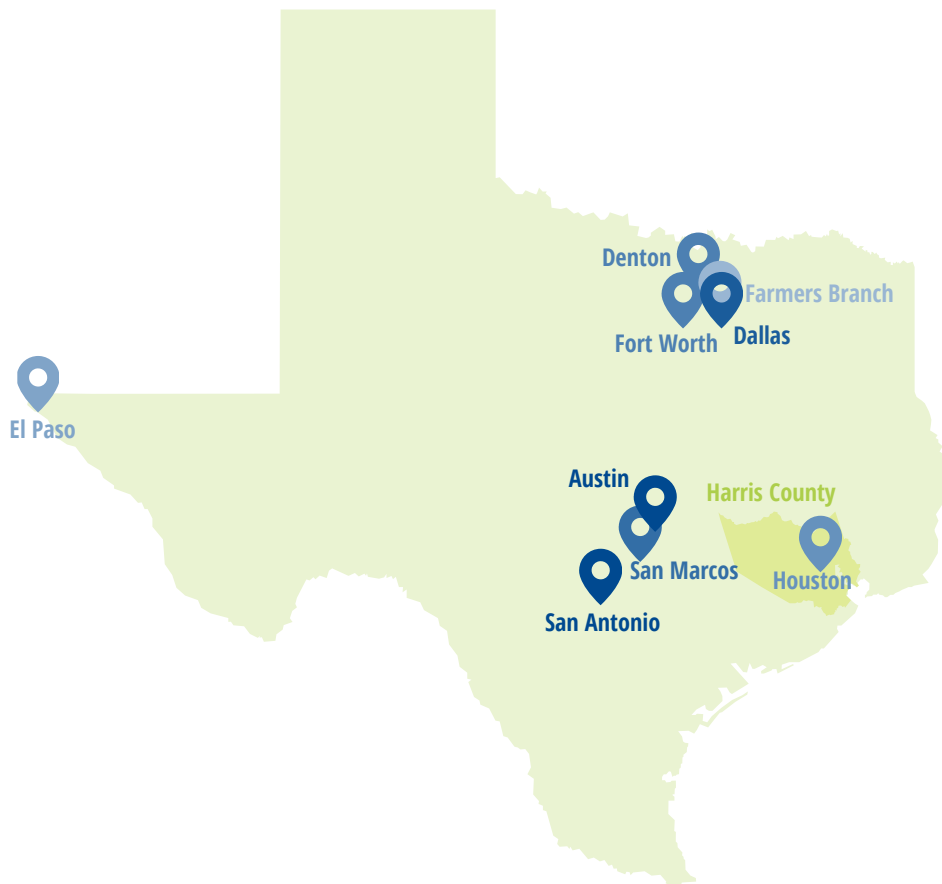 Denton
Farmers Branch
Fort Worth
Dallas
El Paso
Austin
Harris County
San Marcos
Houston
San Antonio